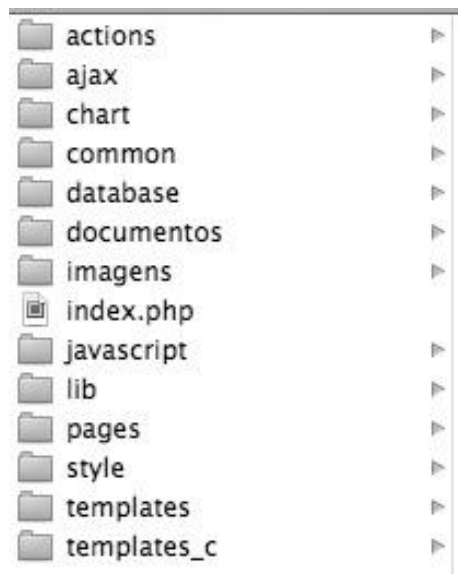 actions
ajax
chart
common
database
documentos
imagens
index.php
javascript
lib
pages
style
templates
templates_c